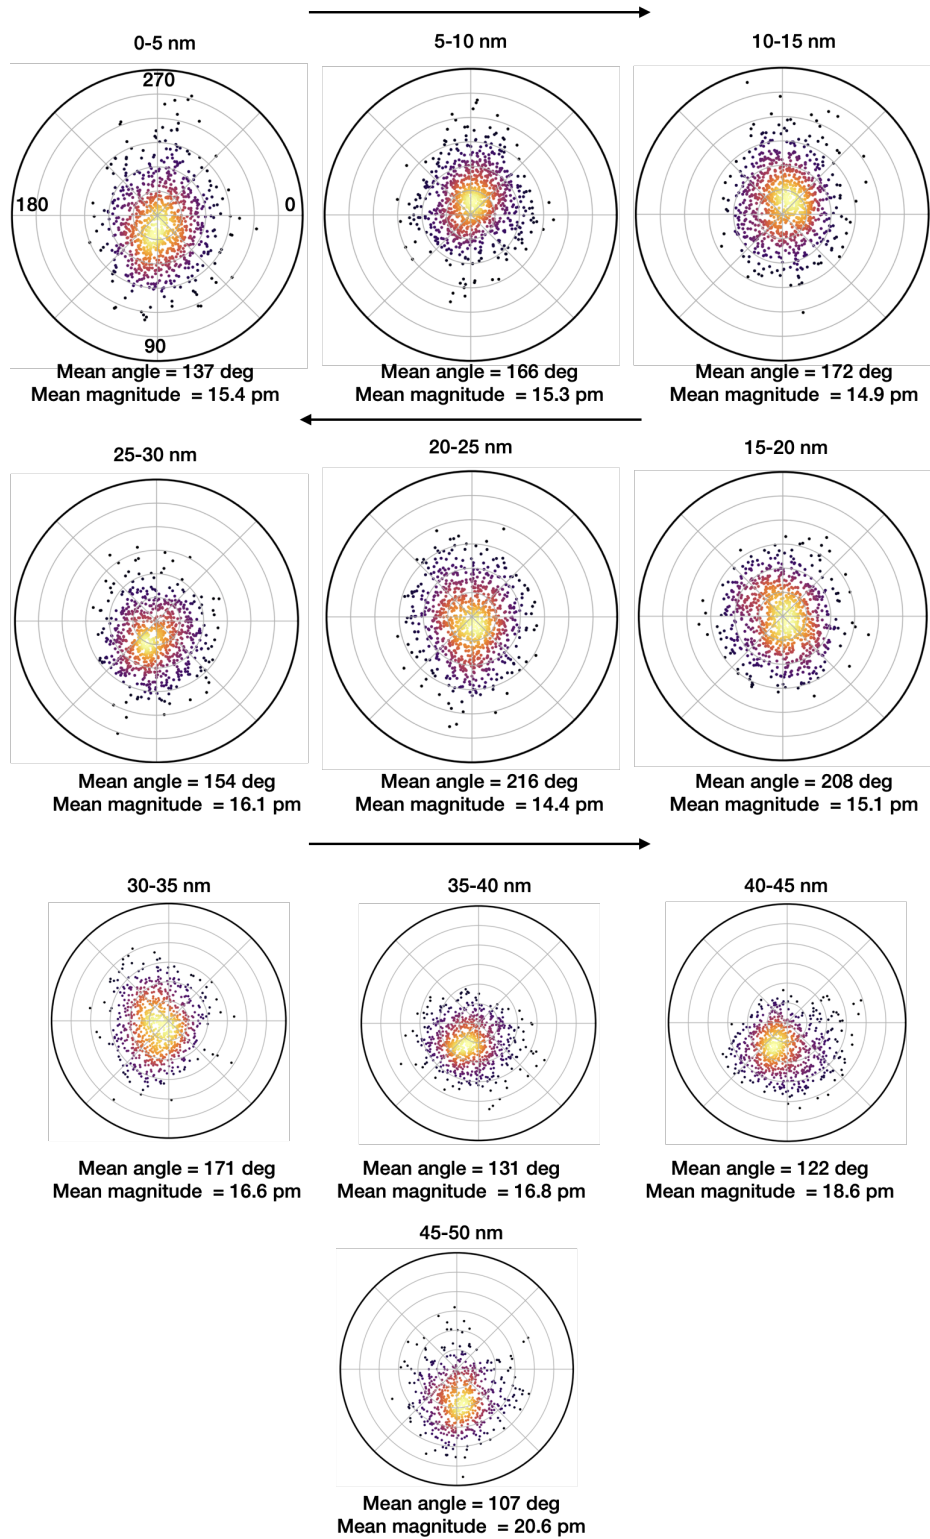 0-5 nm
5-10 nm
10-15 nm
270
180
0
90
Mean angle = 137 deg
Mean magnitude = 15.4 pm
Mean angle = 166 deg
Mean magnitude = 15.3 pm
Mean angle = 172 deg
Mean magnitude = 14.9 pm
25-30 nm
20-25 nm
15-20 nm
Mean angle = 154 deg
Mean magnitude = 16.1 pm
Mean angle = 216 deg
Mean magnitude = 14.4 pm
Mean angle = 208 deg
Mean magnitude = 15.1 pm
30-35 nm
35-40 nm
40-45 nm
Mean angle = 171 deg
Mean magnitude = 16.6 pm
Mean angle = 131 deg
Mean magnitude = 16.8 pm
Mean angle = 122 deg
Mean magnitude = 18.6 pm
45-50 nm
Mean angle = 107 deg
Mean magnitude = 20.6 pm